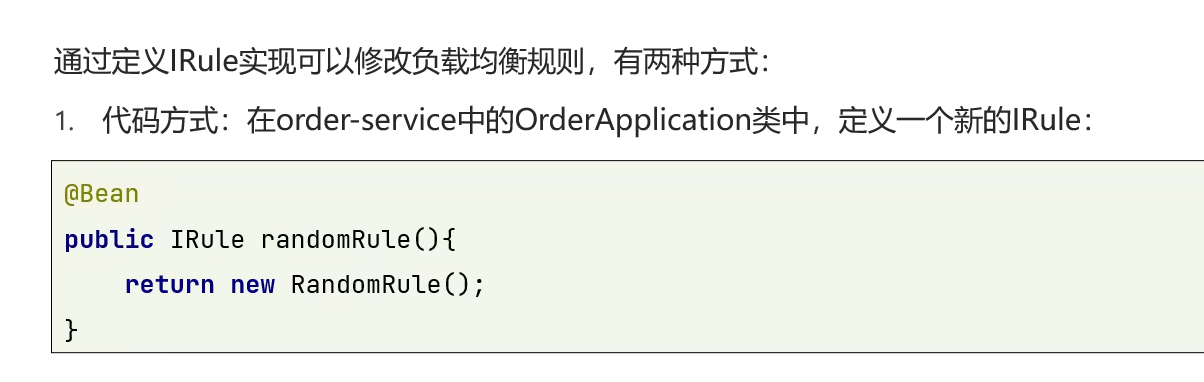 通过定义IRule实现可以修改负载均衡规则，有两种方式：
1. 代码方式：在order-service中的OrderApplication类中，定义一个新的IRule：
@Bean
public IRule randomRule(){
    return new RandomRule();
}